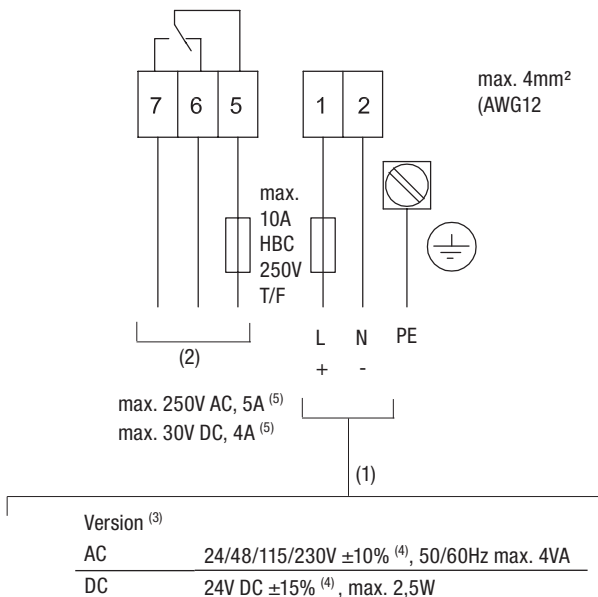 7 6 5 1 2
max. 4mm²
(AWG12
max.
10A
HBC
250V
T/F
L N PE
+ -
(2)
max. 250V AC, 5A (5)
max. 30V DC, 4A (5)
(1)
Version (3)
AC 24/48/115/230V ±10% (4), 50/60Hz max. 4VA
DC 24V DC ±15% (4) , max. 2,5W